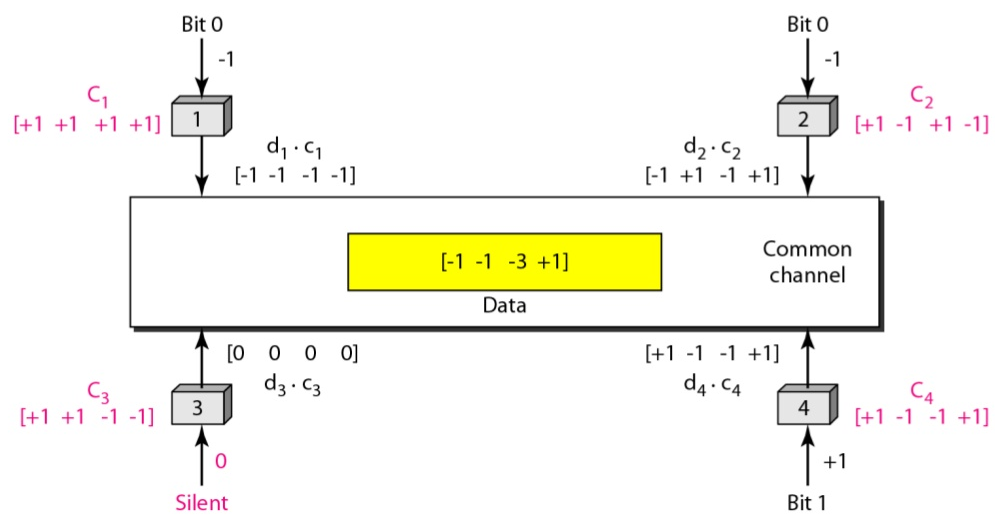 Bit 0
-1
C1
[+1 +1 +1 +1]
1
d1 · c1
[-1 -1 -1 -1]
Bit 0
-1
C2
2
[+1 -1 +1 -1]
d2 · c2
[-1 +1 -1 +1]
[-1 -1 -3 +1]
Data
Common
channel
[0 0 0 0]
d3 · c3
C3
[+1 +1 -1 -1]
3
0
Silent
[+1 -1 -1 +1]
d4 · c4
C4
4
[+1 -1 -1 +1]
+1
Bit 1